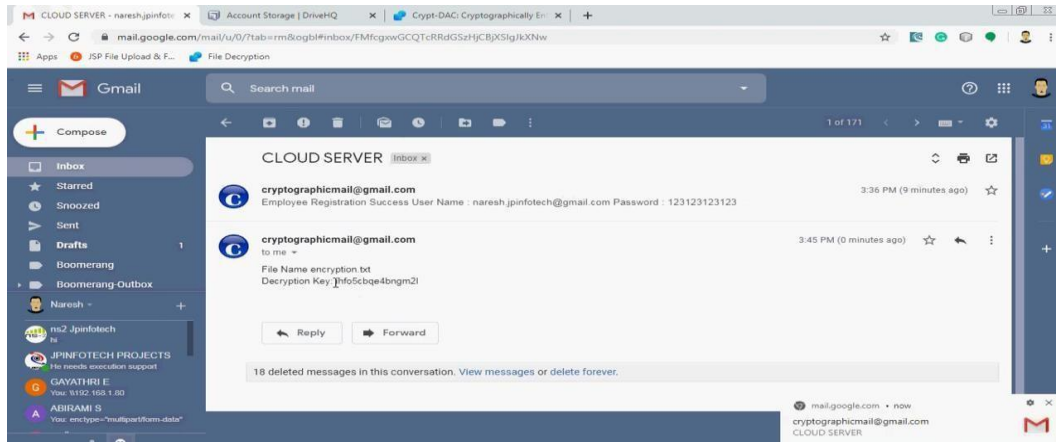 CLOUD SERVER - naresh.jpinfote
Account Storage | DriveHQ
Crypt-DAC: Cryptographically En
mail.google.com/mail/u/0/?tab=rm&ogbl#inbox/FMfcgxwGCQTcRRdGSzHjCBjXSlgJkXNw
Apps
JSP File Upload & F...
File Decryption
Gmail
Search mail
Compose
1 of 171
Inbox
Starred
Snoozed
Sent
Drafts 1
Boomerang
Boomerang-Outbox
Naresh
ns2 Jpinfotech
hi
JPINFOTECH PROJECTS
He needs execution support
GAYATHRI E
You: \\192.168.1.80
ABIRAMI S
You: enctype="multipart/form-data"
CLOUD SERVER Inbox x
cryptographicmail@gmail.com
3:36 PM (9 minutes ago)
Employee Registration Success User Name : naresh.jpinfotech@gmail.com Password : 123123123123
cryptographicmail@gmail.com
3:45 PM (0 minutes ago)
to me
File Name encryption.txt
Decryption Key:
Reply
Forward
18 deleted messages in this conversation. View messages or delete forever.
mail.google.com • now
cryptographicmail@gmail.com
CLOUD SERVER